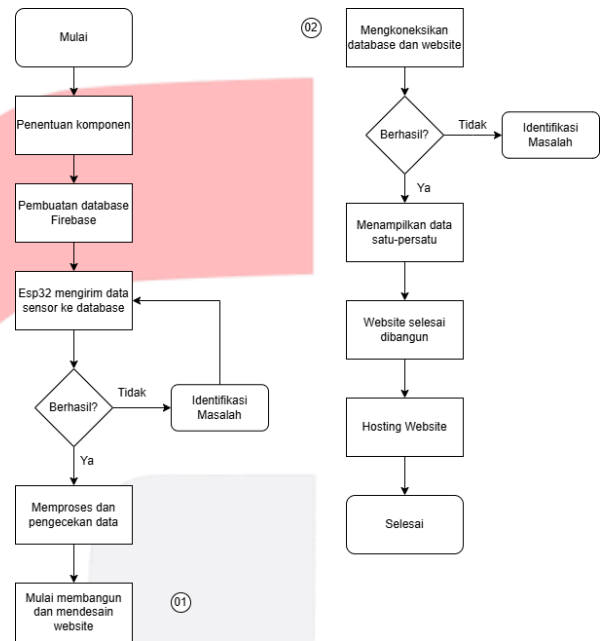 Mulai
Penentuan komponen
Pembuatan database
Firebase
Esp32 mengirim data
sensor ke database
Berhasil?
Tidak
Identifikasi
Masalah
Ya
Memproses dan
pengecekan data
Mulai membangun
dan mendesain
website
01
02
Mengkoneksikan
database dan website
Berhasil?
Tidak
Identifikasi
Masalah
Ya
Menampilkan data
satu-persatu
Website selesai
dibangun
Hosting Website
Selesai